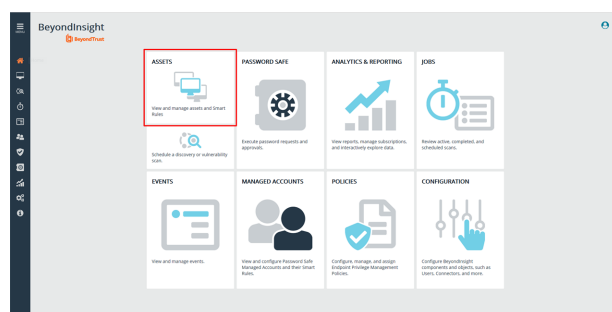 MENU
BeyondInsight
BeyondTrust
ASSETS
View and manage assets and Smart
Rules.
Schedule a discovery or vulnerability
scan.
PASSWORD SAFE
Execute password requests and
approvals.
ANALYTICS & REPORTING
View reports, manage subscriptions,
and interactively explore data.
JOBS
Review active, completed, and
scheduled scans.
EVENTS
View and manage events.
MANAGED ACCOUNTS
View and configure Password Safe
Managed Accounts and their Smart
Rules.
POLICIES
Configure, manage, and assign
Endpoint Privilege Management
Policies.
CONFIGURATION
Configure BeyondInsight
components and objects, such as
Users, Connectors, and more.